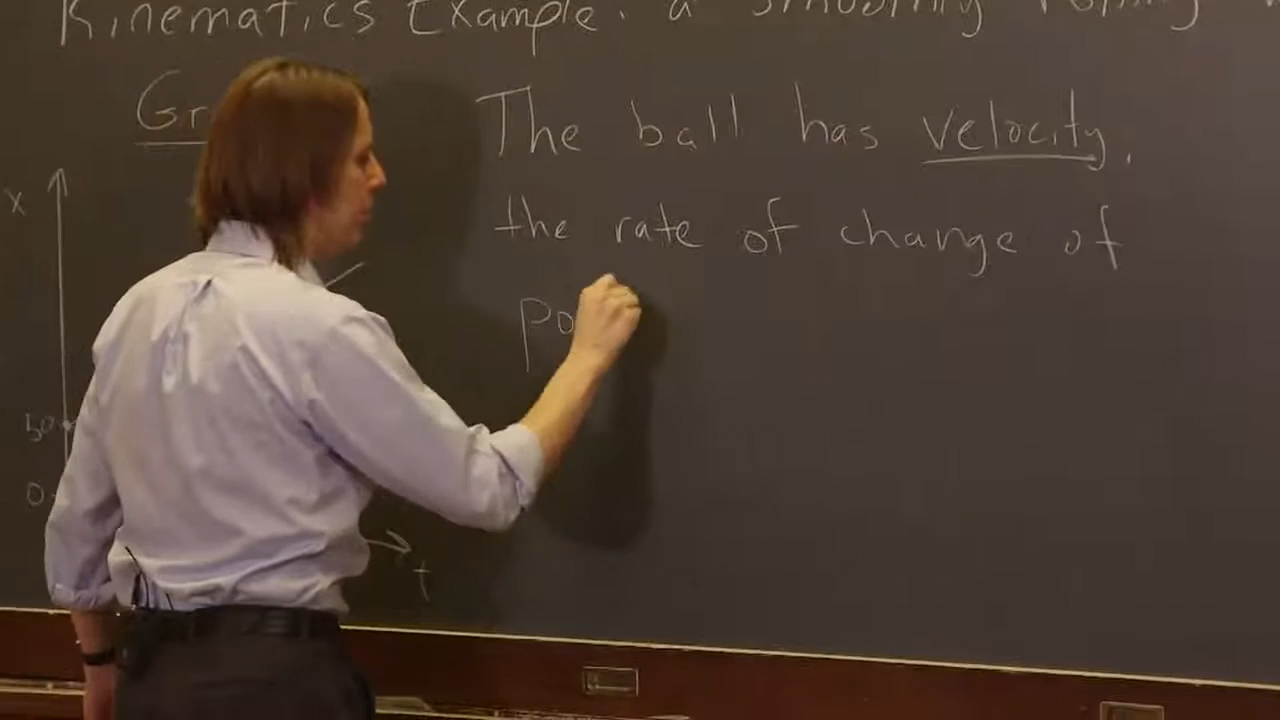 Kinematics Example: a smoothly rolling
Gr
The ball has velocity,
the rate of change of
po
x
50
0
t